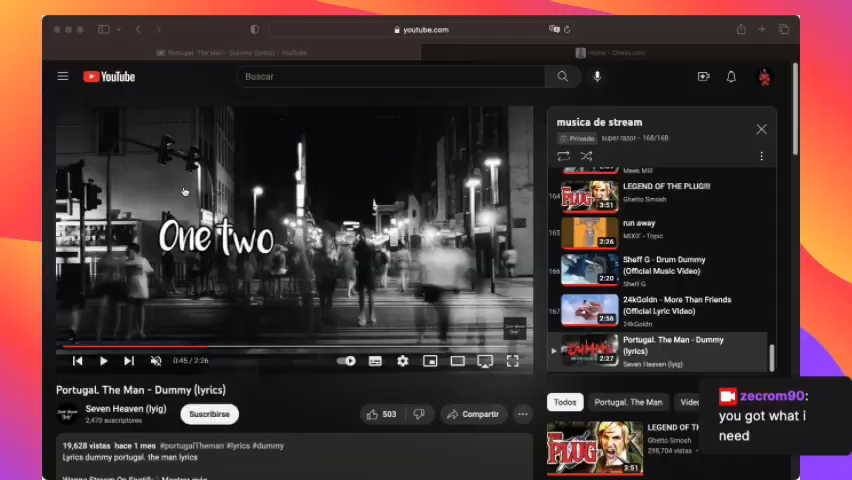 youtube.com
Portugal. The Man - Dummy (lyrics) - YouTube
YouTube
Buscar
One two
0:45 / 2:26
Portugal. The Man - Dummy (lyrics)
Seven Heaven (lyig)
2,470 suscriptores
Suscribirse
503
Compartir
19,628 vistas hace 1 mes #portugaltheman #lyrics #dummy
Lyrics dummy portugal. the man lyrics
musica de stream
Privado
super razor - 168/168
Meek Mill
164
LEGEND OF THE PLUG!!!
Ghetto Smosh
PLUG
3:51
165
run away
MIXIE - Topic
2:26
166
Sheff G - Drum Dummy
(Official Music Video)
Sheff G
2:20
167
24kGoldn - More Than Friends
(Official Lyric Video)
24kGoldn
2:56
Portugal. The Man - Dummy
(lyrics)
Seven Heaven (lyig)
DUMMY
2:27
Todos
Portugal. The Man
LEGEND OF TH
Ghetto Smosh
298,704 vistas
PLUG
3:51
zecrom90:
you got what i
need